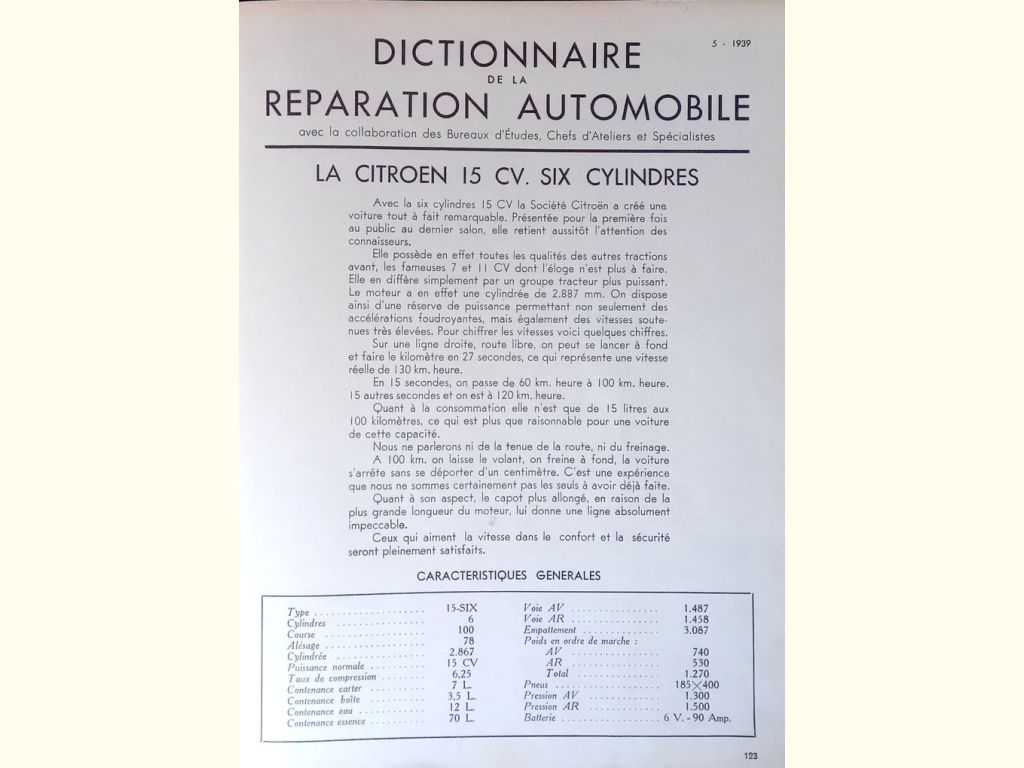 5 - 1939
DICTIONNAIRE
DE LA
REPARATION AUTOMOBILE
avec la collaboration des Bureaux d'Études, Chefs d'Ateliers et Spécialistes
LA CITROEN 15 CV. SIX CYLINDRES
Avec la six cylindres 15 CV la Société Citroën a créé une
voiture tout à fait remarquable. Présentée pour la première fois
au public au dernier salon, elle retient aussitôt l'attention des
connaisseurs.
Elle possède en effet toutes les qualités des autres tractions
avant, les fameuses 7 et 11 CV dont l'éloge n'est plus à faire.
Elle en diffère simplement par un groupe tracteur plus puissant.
Le moteur a en effet une cylindrée de 2.887 mm. On dispose
ainsi d'une réserve de puissance permettant non seulement des
accélérations foudroyantes, mais également des vitesses soute-
nues très élevées. Pour chiffrer les vitesses voici quelques chiffres.
Sur une ligne droite, route libre, on peut se lancer à fond
et faire le kilomètre en 27 secondes, ce qui représente une vitesse
réelle de 130 km. heure.
En 15 secondes, on passe de 60 km. heure à 100 km. heure.
15 autres secondes et on est à 120 km. heure.
Quant à la consommation elle n'est que de 15 litres aux
100 kilomètres, ce qui est plus que raisonnable pour une voiture
de cette capacité.
Nous ne parlerons ni de la tenue de la route, ni du freinage.
A 100 km. on laisse le volant, on freine à fond, la voiture
s'arrête sans se déporter d'un centimètre. C'est une expérience
que nous ne sommes certainement pas les seuls à avoir déjà faite.
Quant à son aspect, le capot plus allongé, en raison de la
plus grande longueur du moteur, lui donne une ligne absolument
impeccable.
Ceux qui aiment la vitesse dans le confort et la sécurité
seront pleinement satisfaits.
CARACTERISTIQUES GENERALES
Type .................... 15-SIX
Cylindres ................ 6
Course .................. 100
Alésage .................. 78
Cylindrée ................ 2.867
Puissance normale .......... 15 CV
Taux de compression ........ 6,25
Contenance carter .......... 7 L.
Contenance boîte .......... 3,5 L.
Contenance eau ............ 12 L.
Contenance essence .......... 70 L.
Voie AV ................ 1.487
Voie AR ................ 1.458
Empattement .............. 3.087
Poids en ordre de marche :
AV .................... 740
AR .................... 530
Total ................ 1.270
Pneus .................. 185×400
Pression AV .............. 1.300
Pression AR .............. 1.500
Batterie .................. 6 V. - 90 Amp.
123